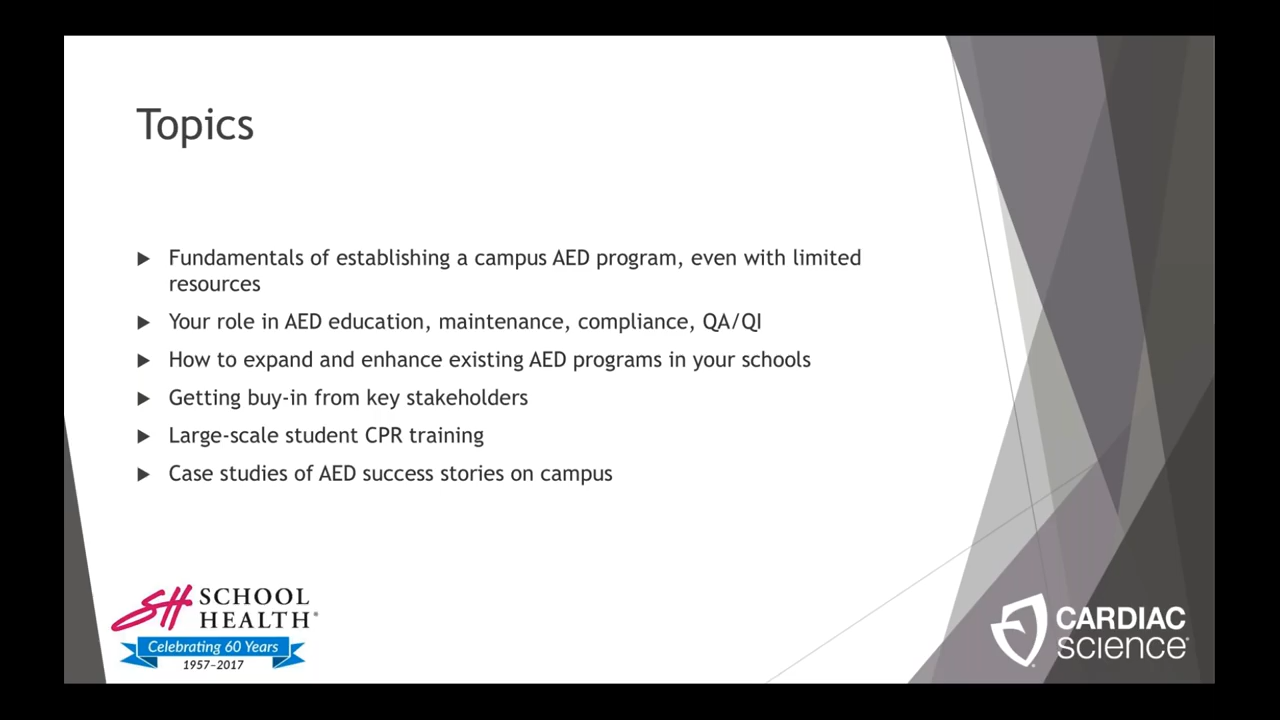 Topics
Fundamentals of establishing a campus AED program, even with limited
resources
Your role in AED education, maintenance, compliance, QA/QI
How to expand and enhance existing AED programs in your schools
Getting buy-in from key stakeholders
Large-scale student CPR training
Case studies of AED success stories on campus
SH SCHOOL
HEALTH®
Celebrating 60 Years
1957–2017
CARDIAC
science®